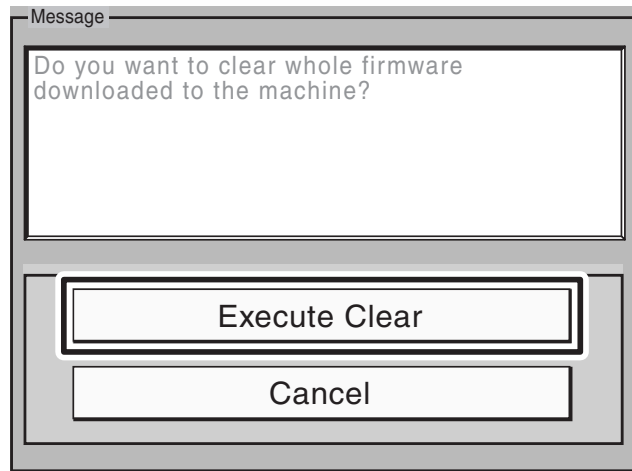 Message
Do you want to clear whole firmware
downloaded to the machine?
Execute Clear
Cancel